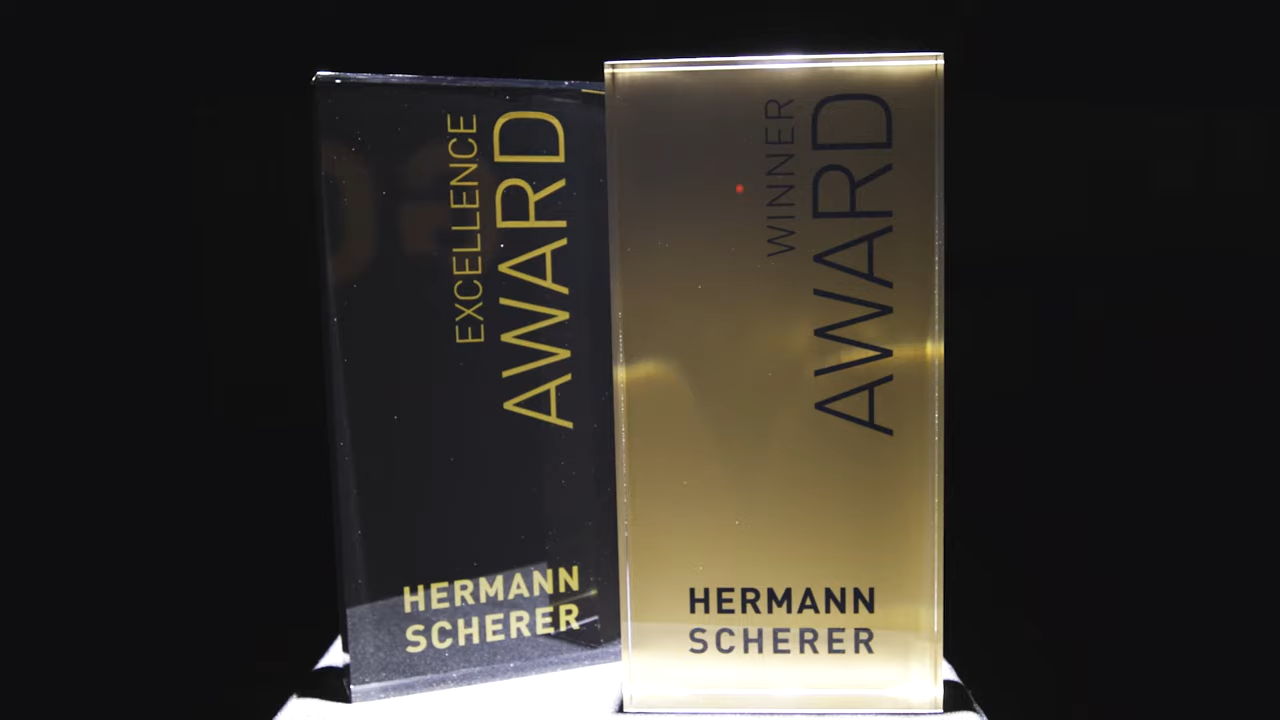 EXCELLENCE
AWARD
HERMANN
SCHERER
WINNER
AWARD
HERMANN
SCHERER